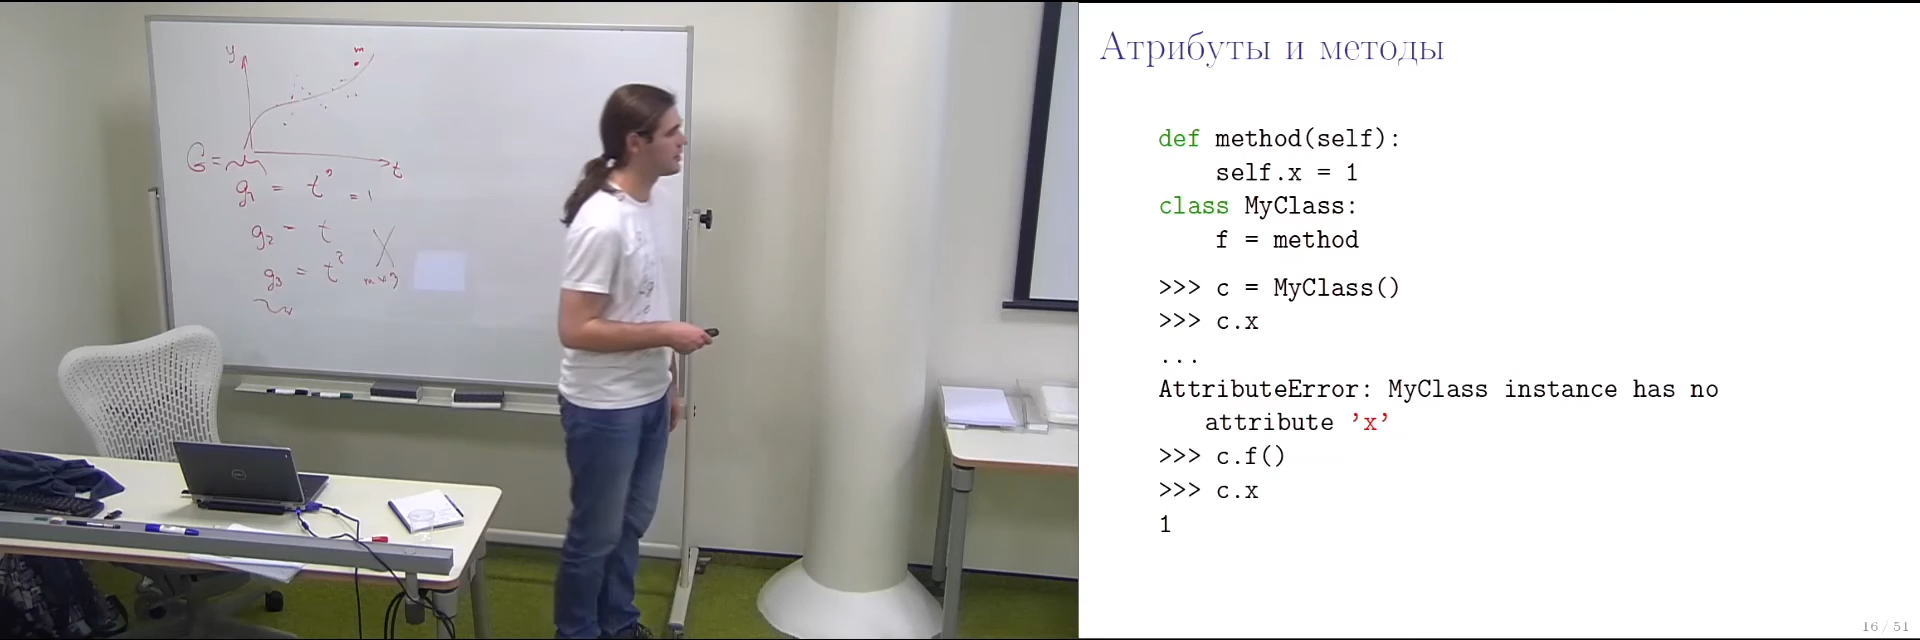 y
m
G =
t
g₁ = t⁰ = 1
g₂ = t
g₃ = t²
Атрибуты и методы
def method(self):
    self.x = 1
class MyClass:
    f = method
>>> c = MyClass()
>>> c.x
...
AttributeError: MyClass instance has no
attribute 'x'
>>> c.f()
>>> c.x
1
16 / 51